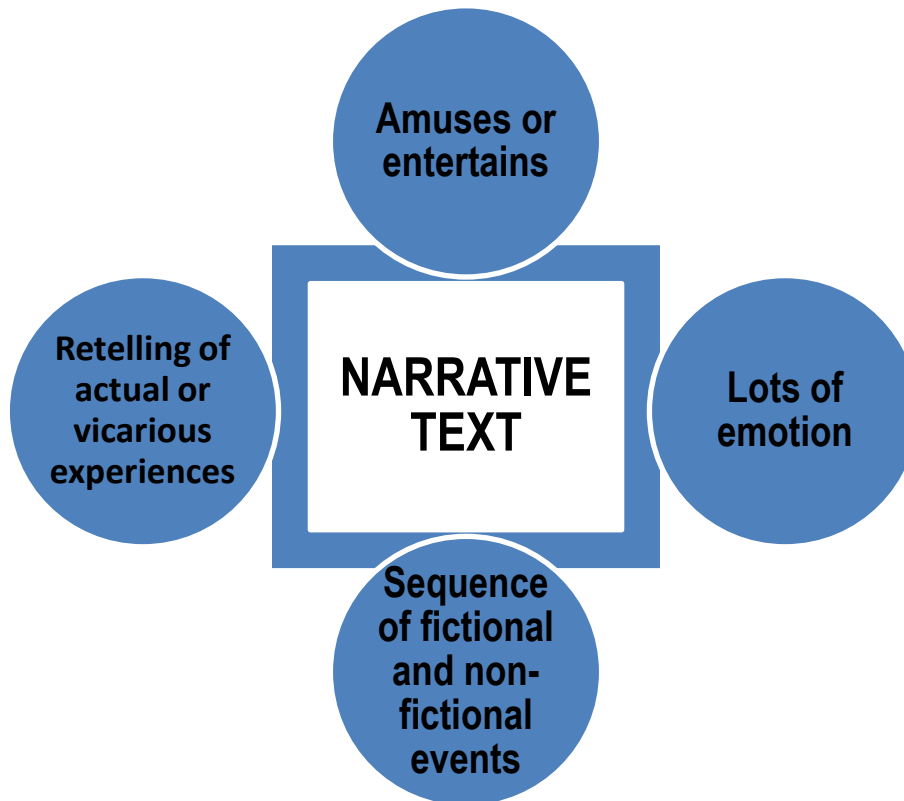 Amuses or
entertains
Retelling of
actual or
vicarious
experiences
NARRATIVE
TEXT
Lots of
emotion
Sequence
of fictional
and non-
fictional
events